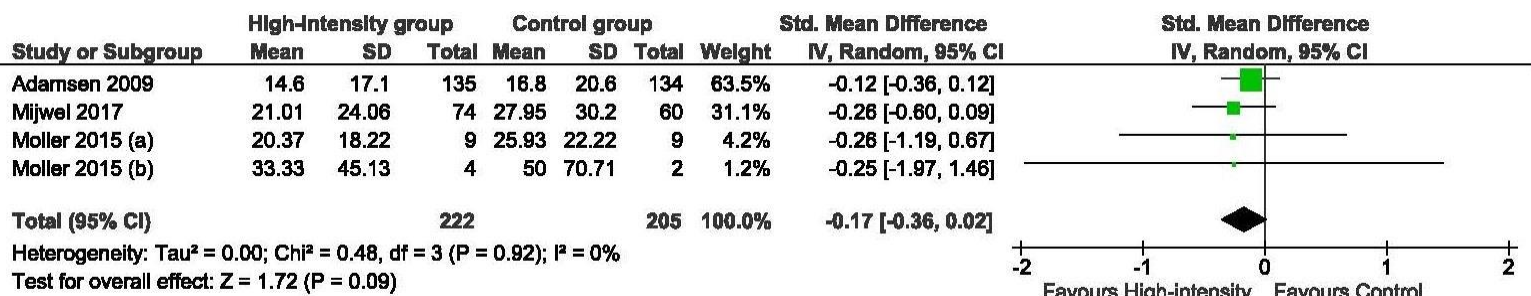 High-intensity group Control group Std. Mean Difference Std. Mean Difference
Study or Subgroup Mean SD Total Mean SD Total Weight IV, Random, 95% CI IV, Random, 95% CI
Adamsen 2009 14.6 17.1 135 16.8 20.6 134 63.5% -0.12 [-0.36, 0.12]
Mijwel 2017 21.01 24.06 74 27.95 30.2 60 31.1% -0.26 [-0.60, 0.09]
Moller 2015 (a) 20.37 18.22 9 25.93 22.22 9 4.2% -0.26 [-1.19, 0.67]
Moller 2015 (b) 33.33 45.13 4 50 70.71 2 1.2% -0.25 [-1.97, 1.46]
Total (95% CI) 222 205 100.0% -0.17 [-0.36, 0.02]
Heterogeneity: Tau² = 0.00; Chi² = 0.48, df = 3 (P = 0.92); I² = 0%
Test for overall effect: Z = 1.72 (P = 0.09)
-2 -1 0 1 2
Favours High-intensity Favours Control